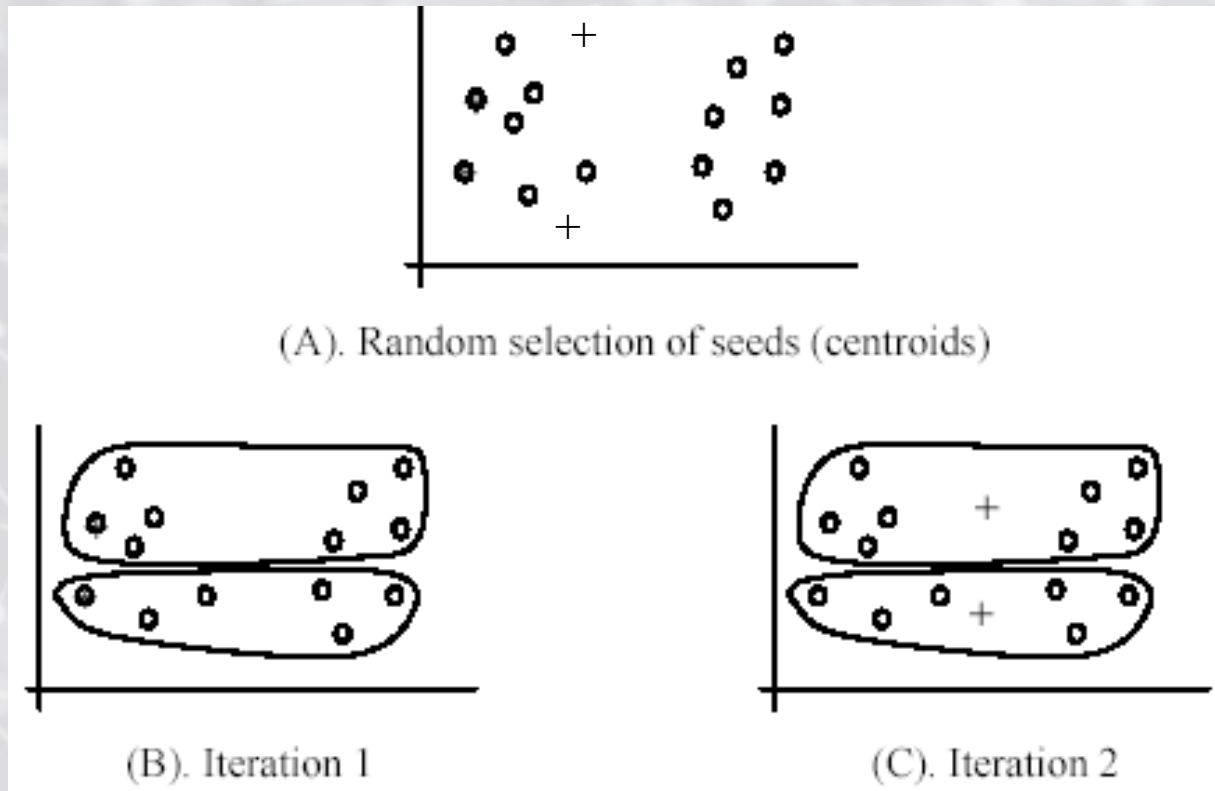 (A). Random selection of seeds (centroids)
(B). Iteration 1
(C). Iteration 2